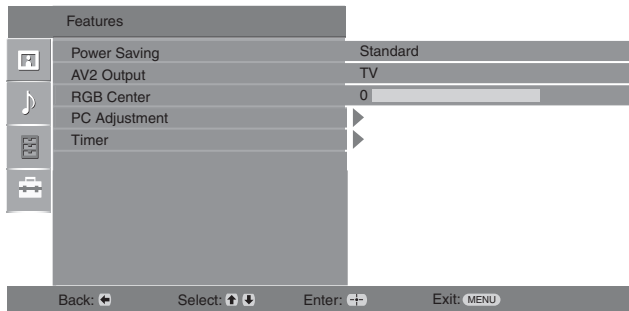 Features
Power Saving Standard
AV2 Output TV
RGB Center 0
PC Adjustment
Timer
Back: Select: Enter: Exit: MENU